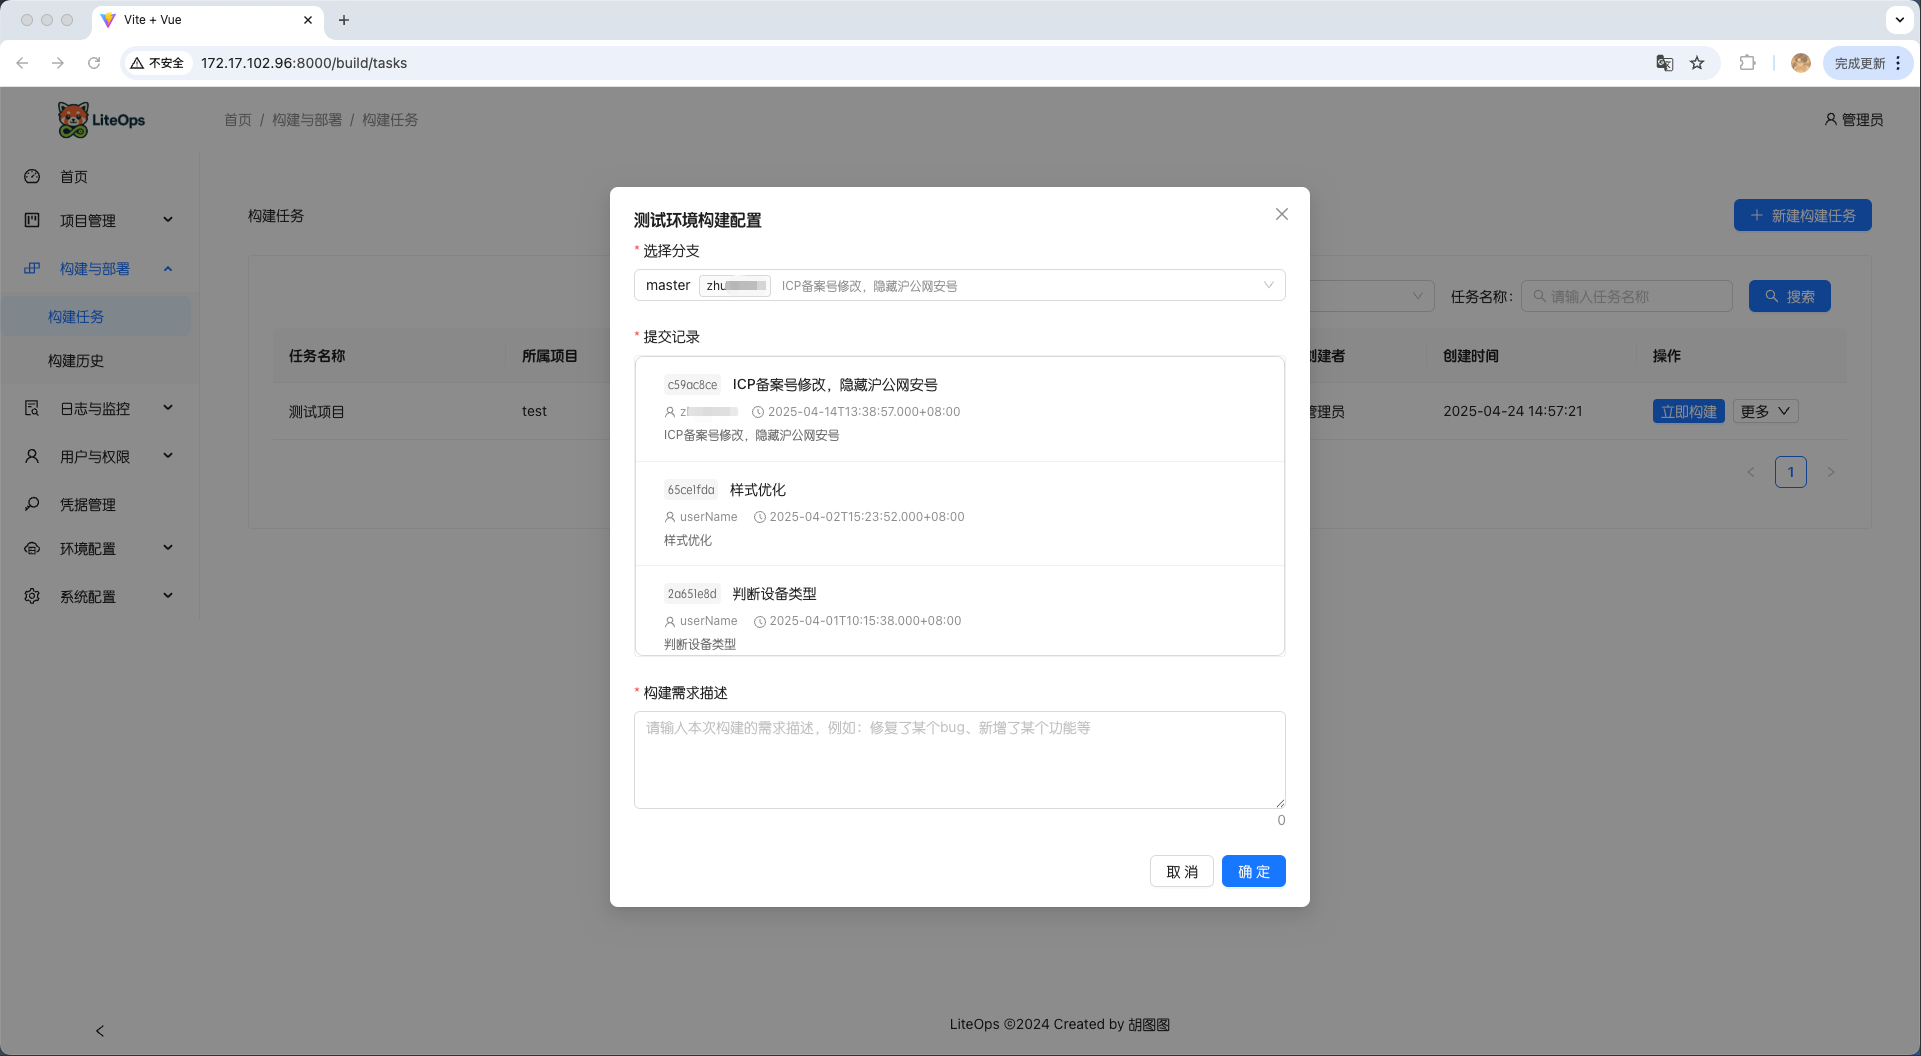 Vite + Vue
不安全
172.17.102.96:8000/build/tasks
完成更新
LiteOps
首页 / 构建与部署 / 构建任务
管理员
首页
项目管理
构建与部署
构建任务
构建历史
日志与监控
用户与权限
凭据管理
环境配置
系统配置
构建任务
新建构建任务
任务名称：
请输入任务名称
搜索
任务名称 所属项目 创建者 创建时间 操作
测试项目 test 管理员 2025-04-24 14:57:21 立即构建 更多
1
测试环境构建配置
* 选择分支
master zhu ICP备案号修改，隐藏沪公网安号
* 提交记录
c59ac8ce ICP备案号修改，隐藏沪公网安号
2025-04-14T13:38:57.000+08:00
ICP备案号修改，隐藏沪公网安号
65ce1fda 样式优化
userName 2025-04-02T15:23:52.000+08:00
样式优化
2a651e8d 判断设备类型
userName 2025-04-01T10:15:38.000+08:00
判断设备类型
* 构建需求描述
请输入本次构建的需求描述，例如：修复了某个bug、新增了某个功能等
0
取 消
确 定
LiteOps ©2024 Created by 胡图图